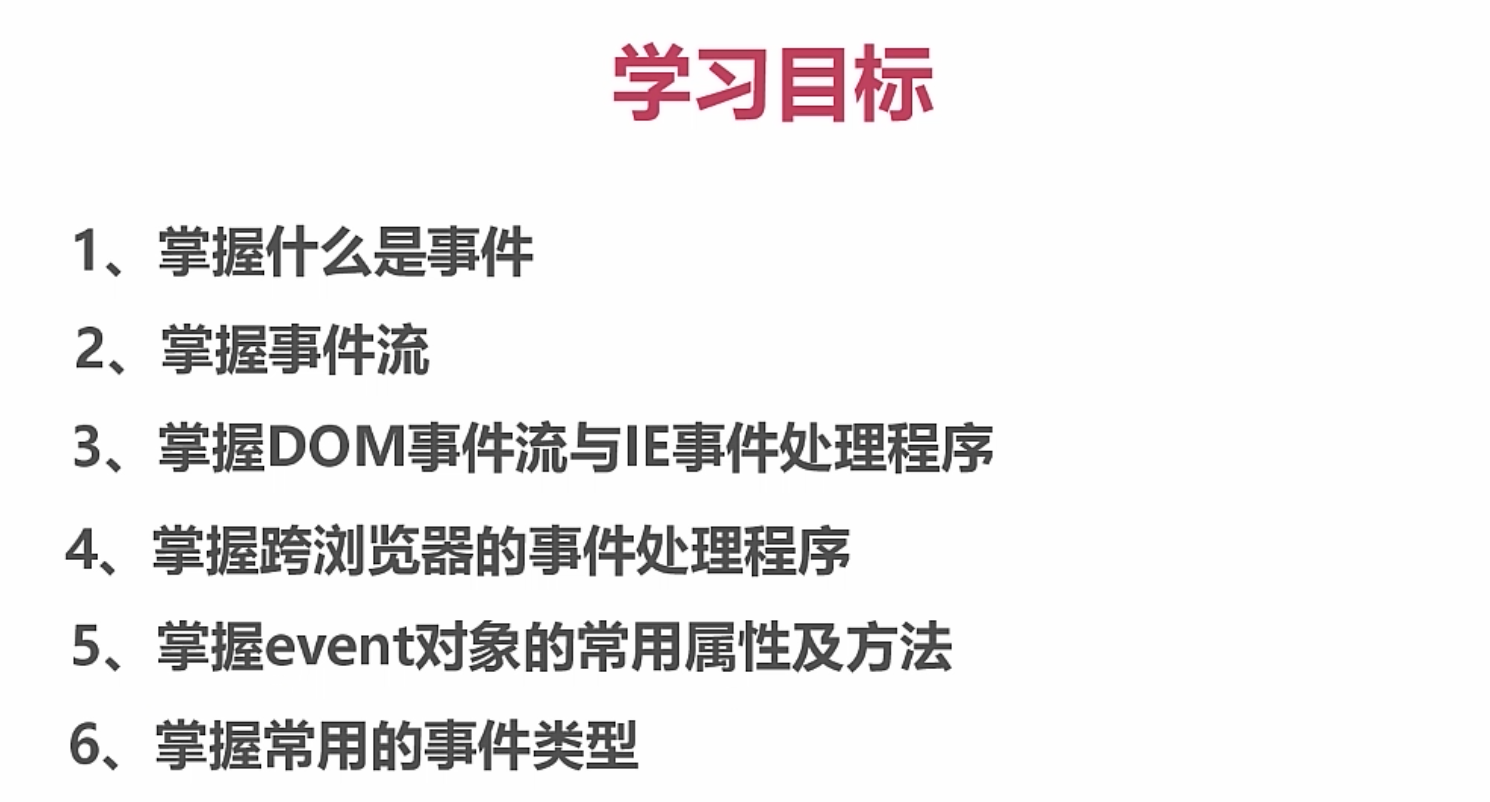 学习目标
1、掌握什么是事件
2、掌握事件流
3、掌握DOM事件流与IE事件处理程序
4、掌握跨浏览器的事件处理程序
5、掌握event对象的常用属性及方法
6、掌握常用的事件类型